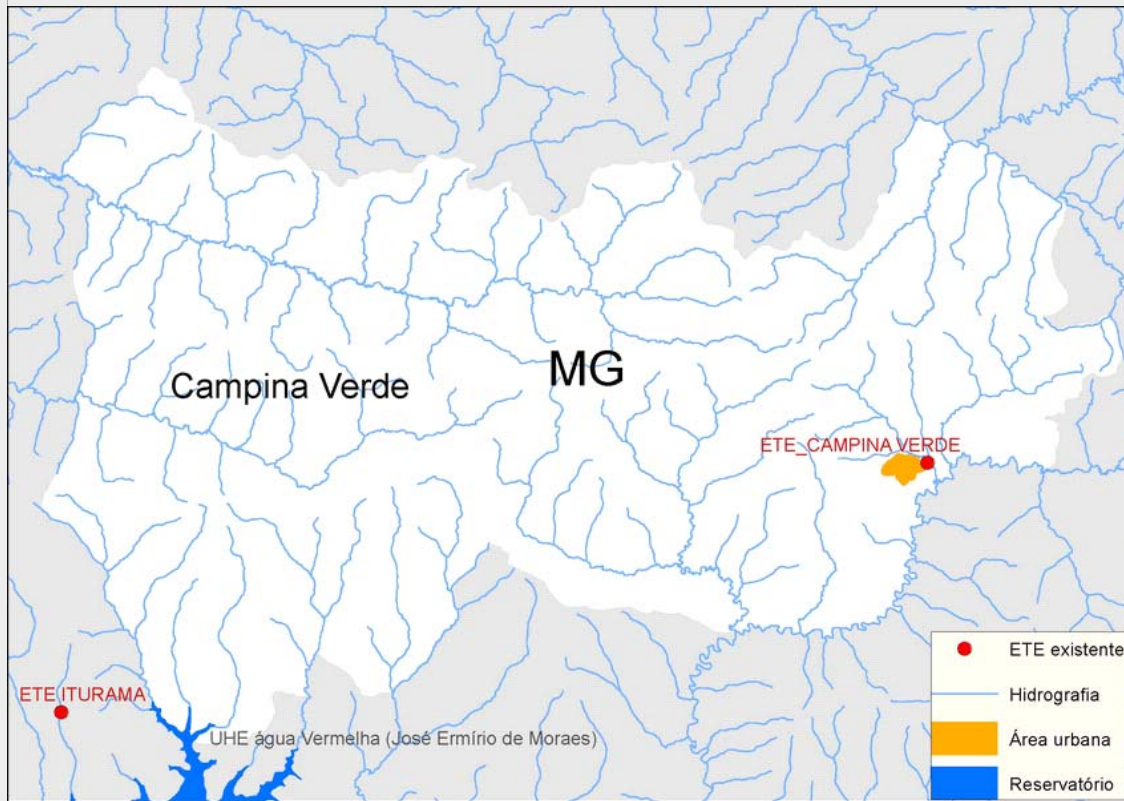 MG
Campina Verde
ETE_CAMPINA VERDE
ETE ITURAMA
UHE água Vermelha (José Ermírio de Moraes)
ETE existente
Hidrografia
Área urbana
Reservatório